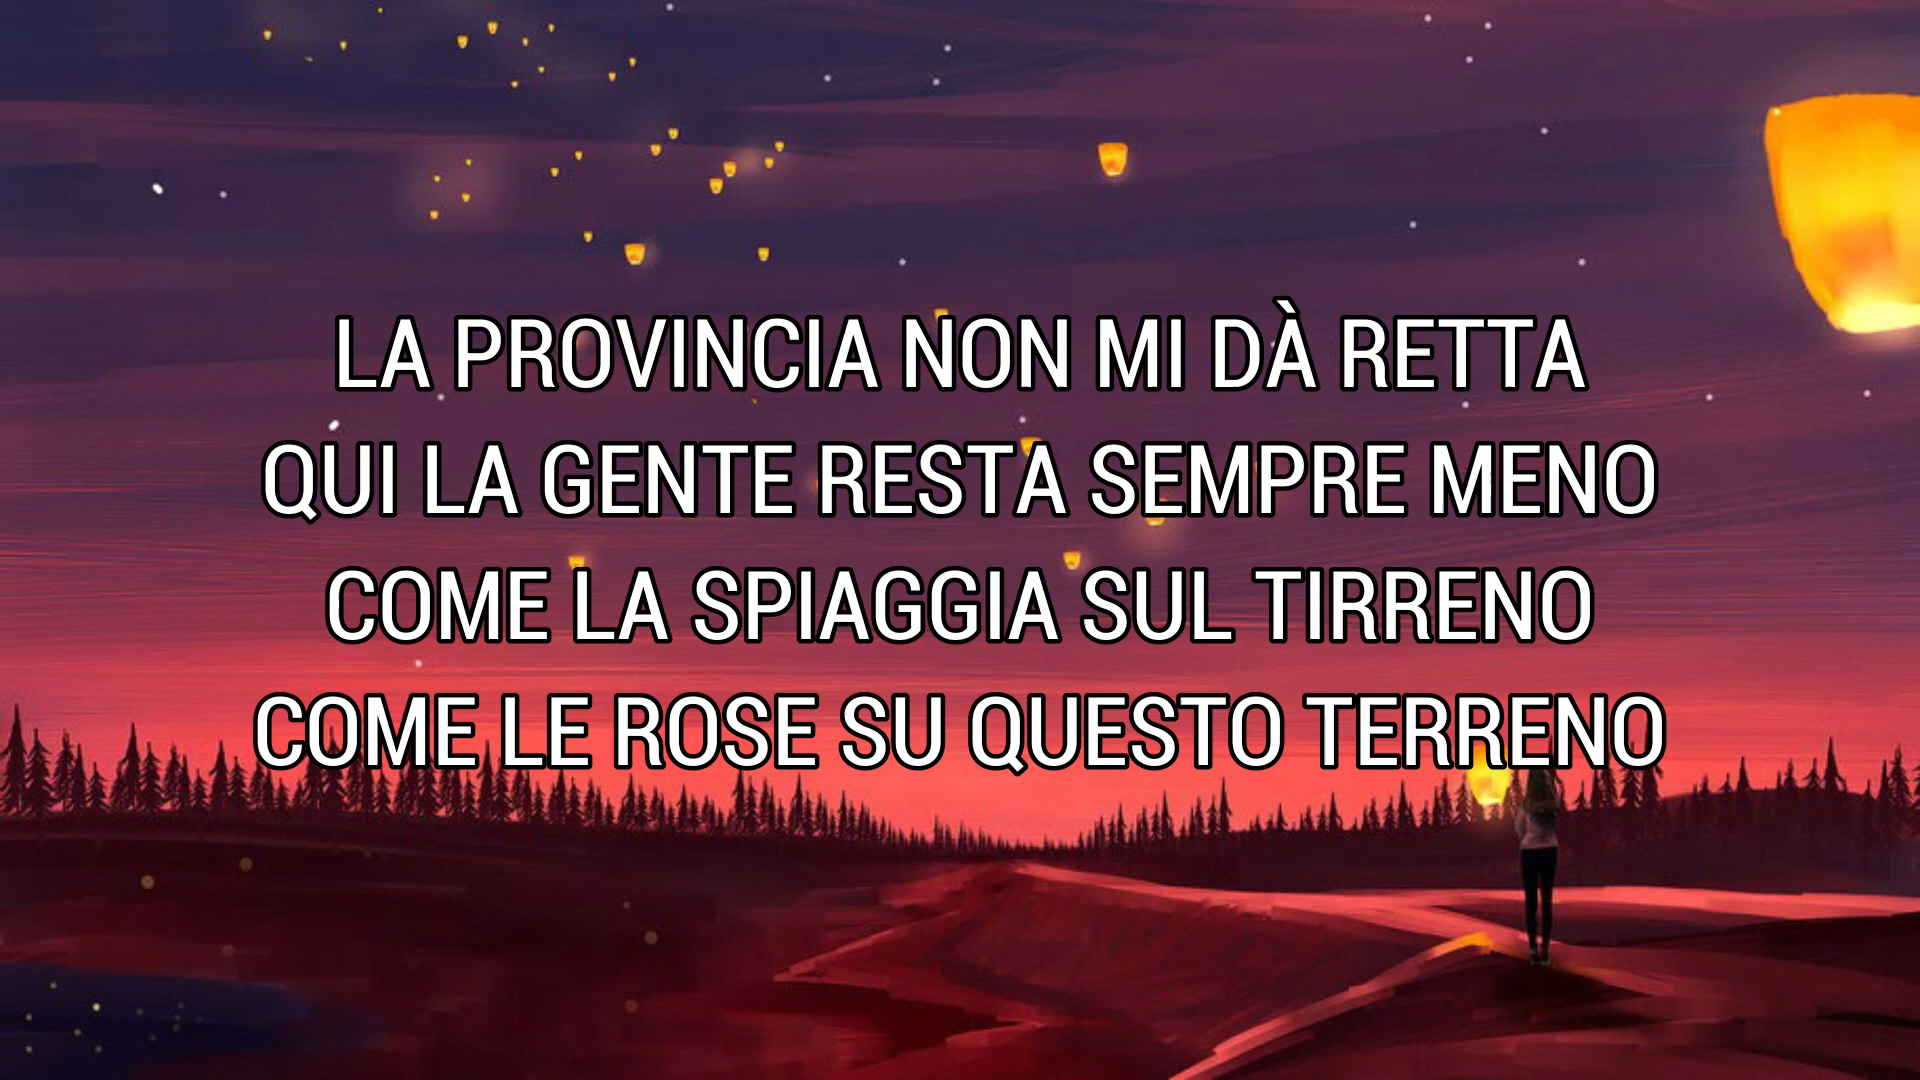 LA PROVINCIA NON MI DÀ RETTA
QUI LA GENTE RESTA SEMPRE MENO
COME LA SPIAGGIA SUL TIRRENO
COME LE ROSE SU QUESTO TERRENO